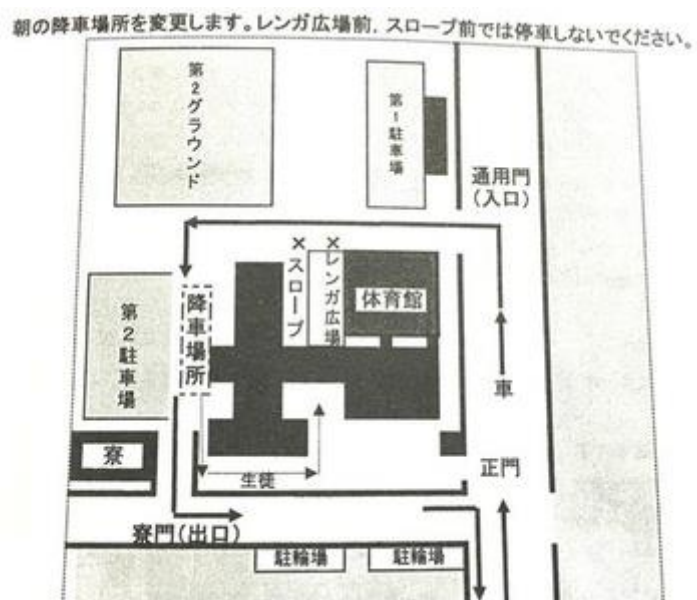 朝の降車場所を変更します。レンガ広場前、スロープ前では停車しないでください。
第2グラウンド
第1駐車場
通用門
(入口)
×スロープ
×レンガ広場
体育館
降車場所
第2駐車場
車
寮
生徒
正門
寮門(出口)
駐輪場
駐輪場